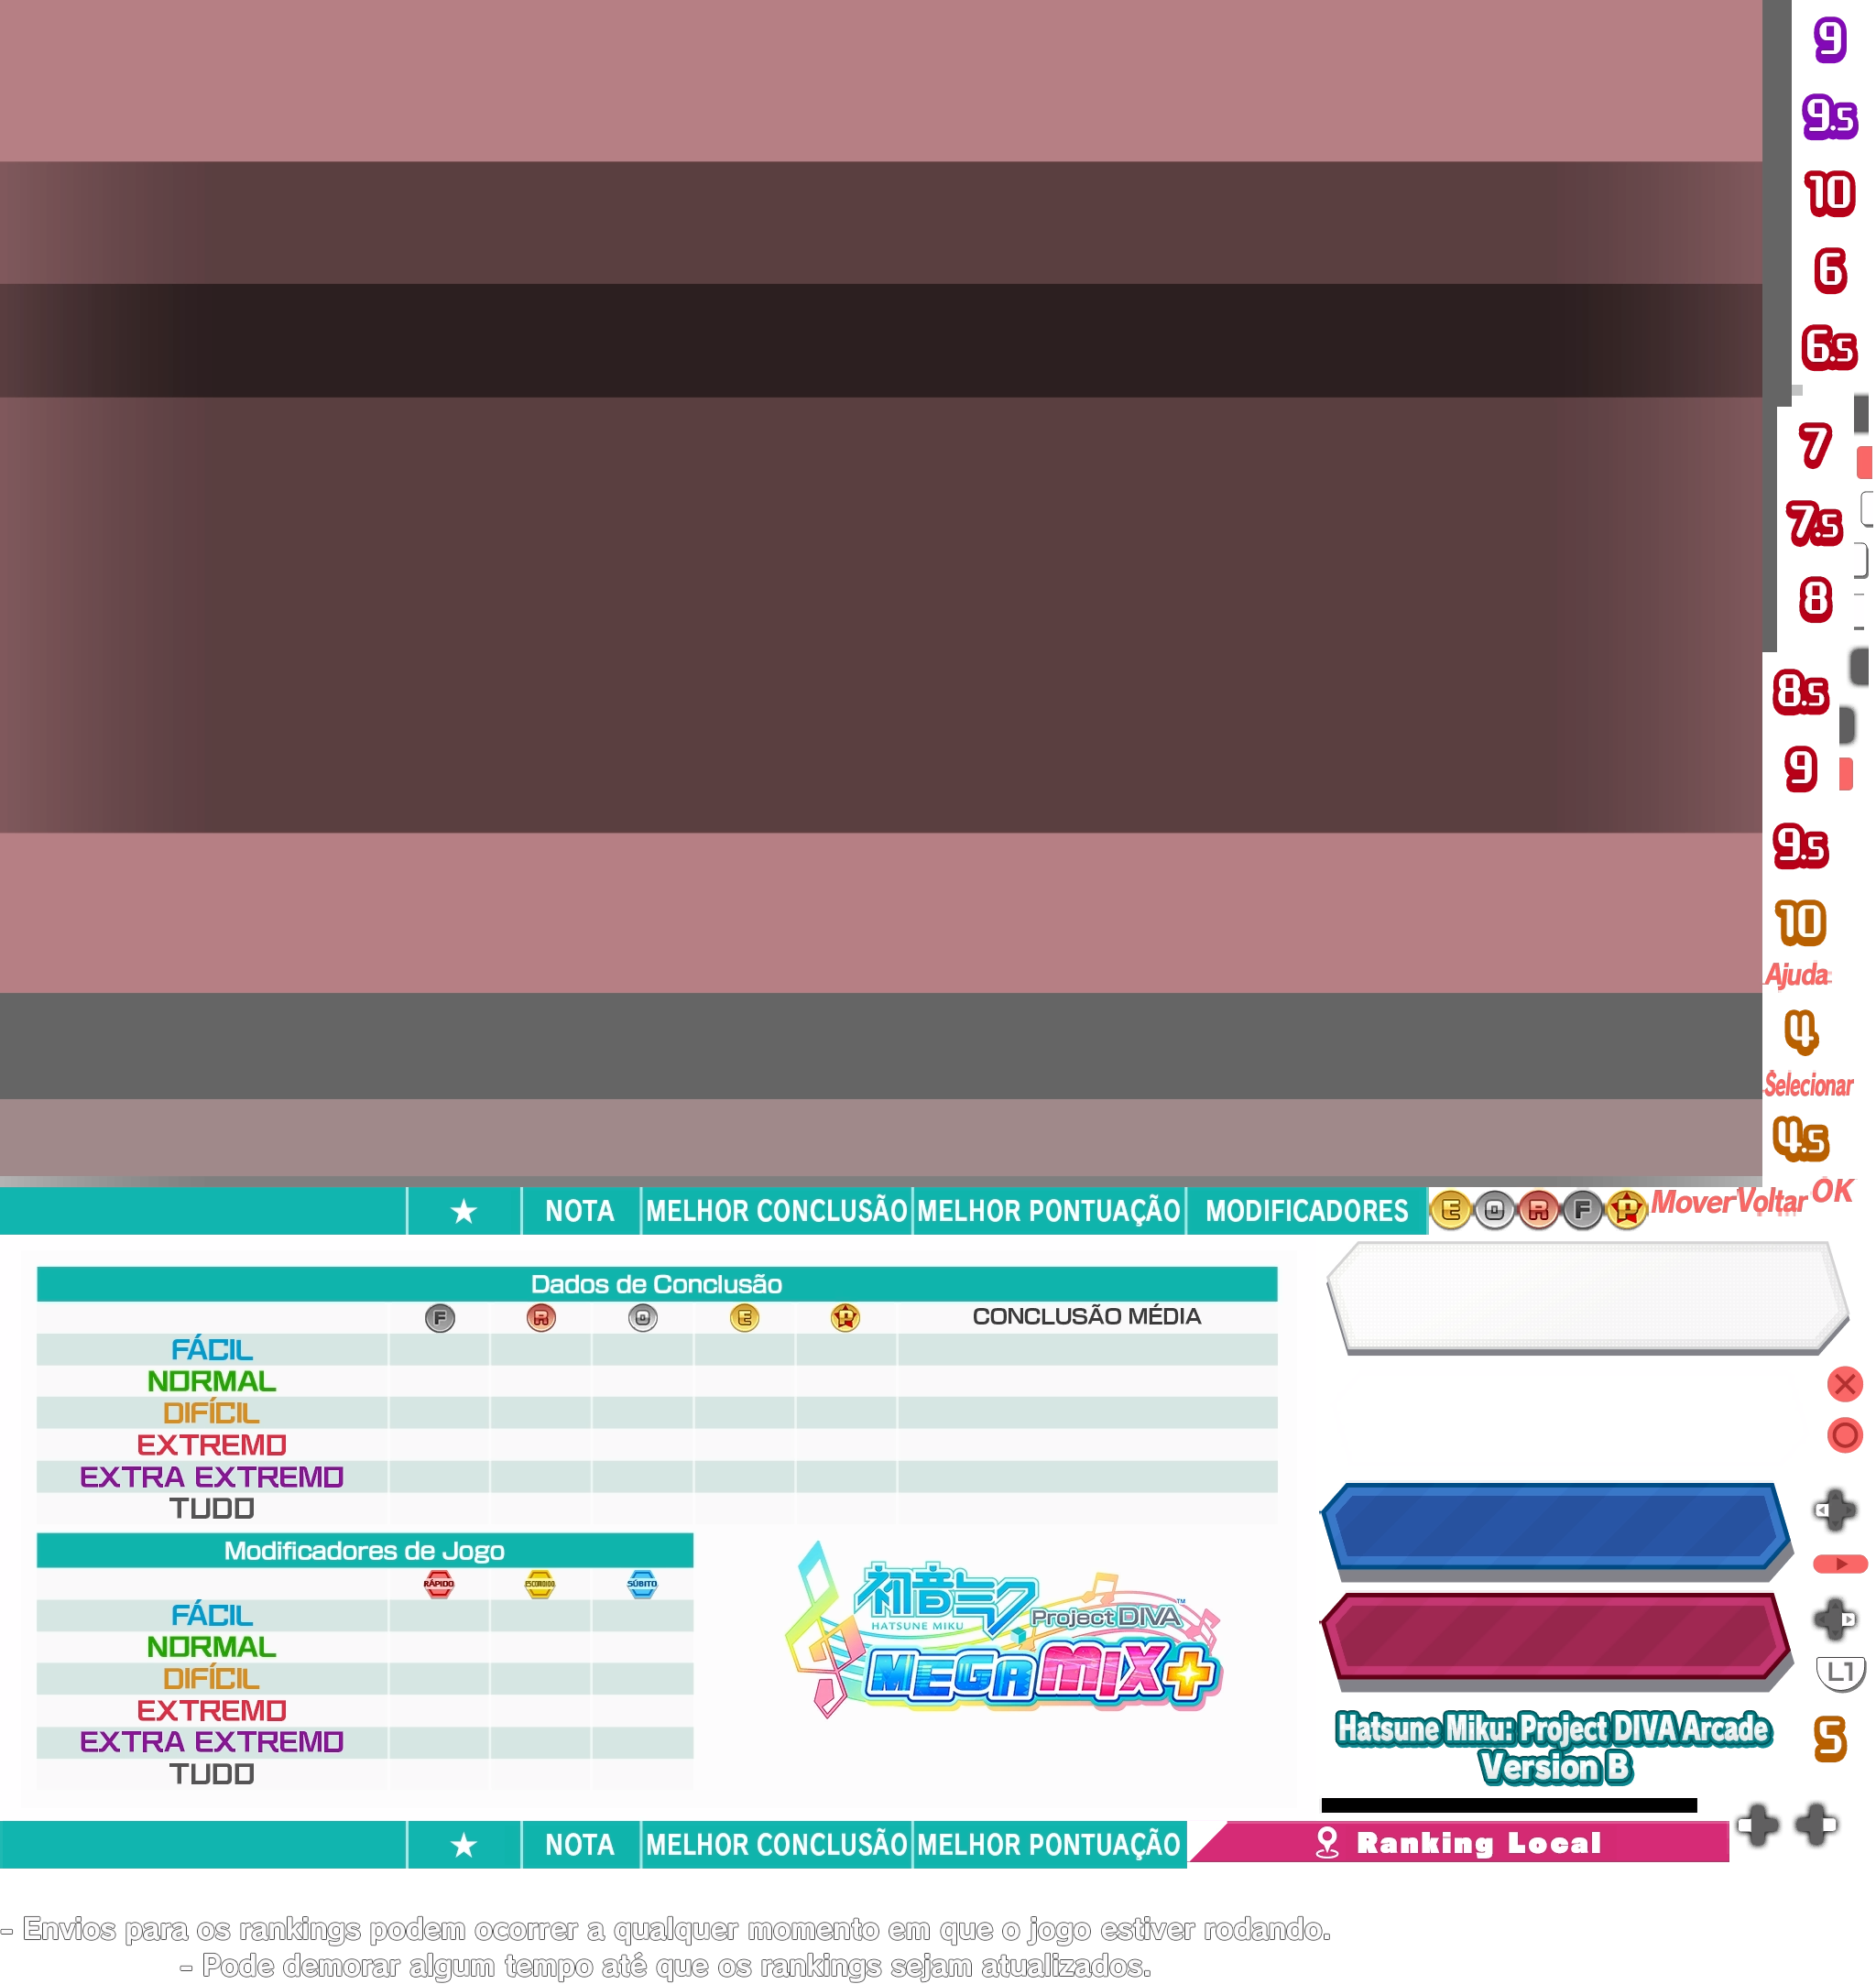 9
9.5
10
6
6.5
7
7.5
8
8.5
9
9.5
10
Ajuda
4
Selecionar
4.5
★ NOTA MELHOR CONCLUSÃO MELHOR PONTUAÇÃO MODIFICADORES E O R F P Mover Voltar OK
Dados de Conclusão
F R O E P CONCLUSÃO MÉDIA
FÁCIL
NORMAL
DIFÍCIL
EXTREMO
EXTRA EXTREMO
TUDO
Modificadores de Jogo
RÁPIDO ESCONDIDO SÚBITO
FÁCIL
NORMAL
DIFÍCIL
EXTREMO
EXTRA EXTREMO
TUDO
初音ミク
HATSUNE MIKU
Project DIVA™
MEGA MIX+
L1
Hatsune Miku: Project DIVA Arcade
Version B
5
★ NOTA MELHOR CONCLUSÃO MELHOR PONTUAÇÃO Ranking Local
- Envios para os rankings podem ocorrer a qualquer momento em que o jogo estiver rodando.
- Pode demorar algum tempo até que os rankings sejam atualizados.